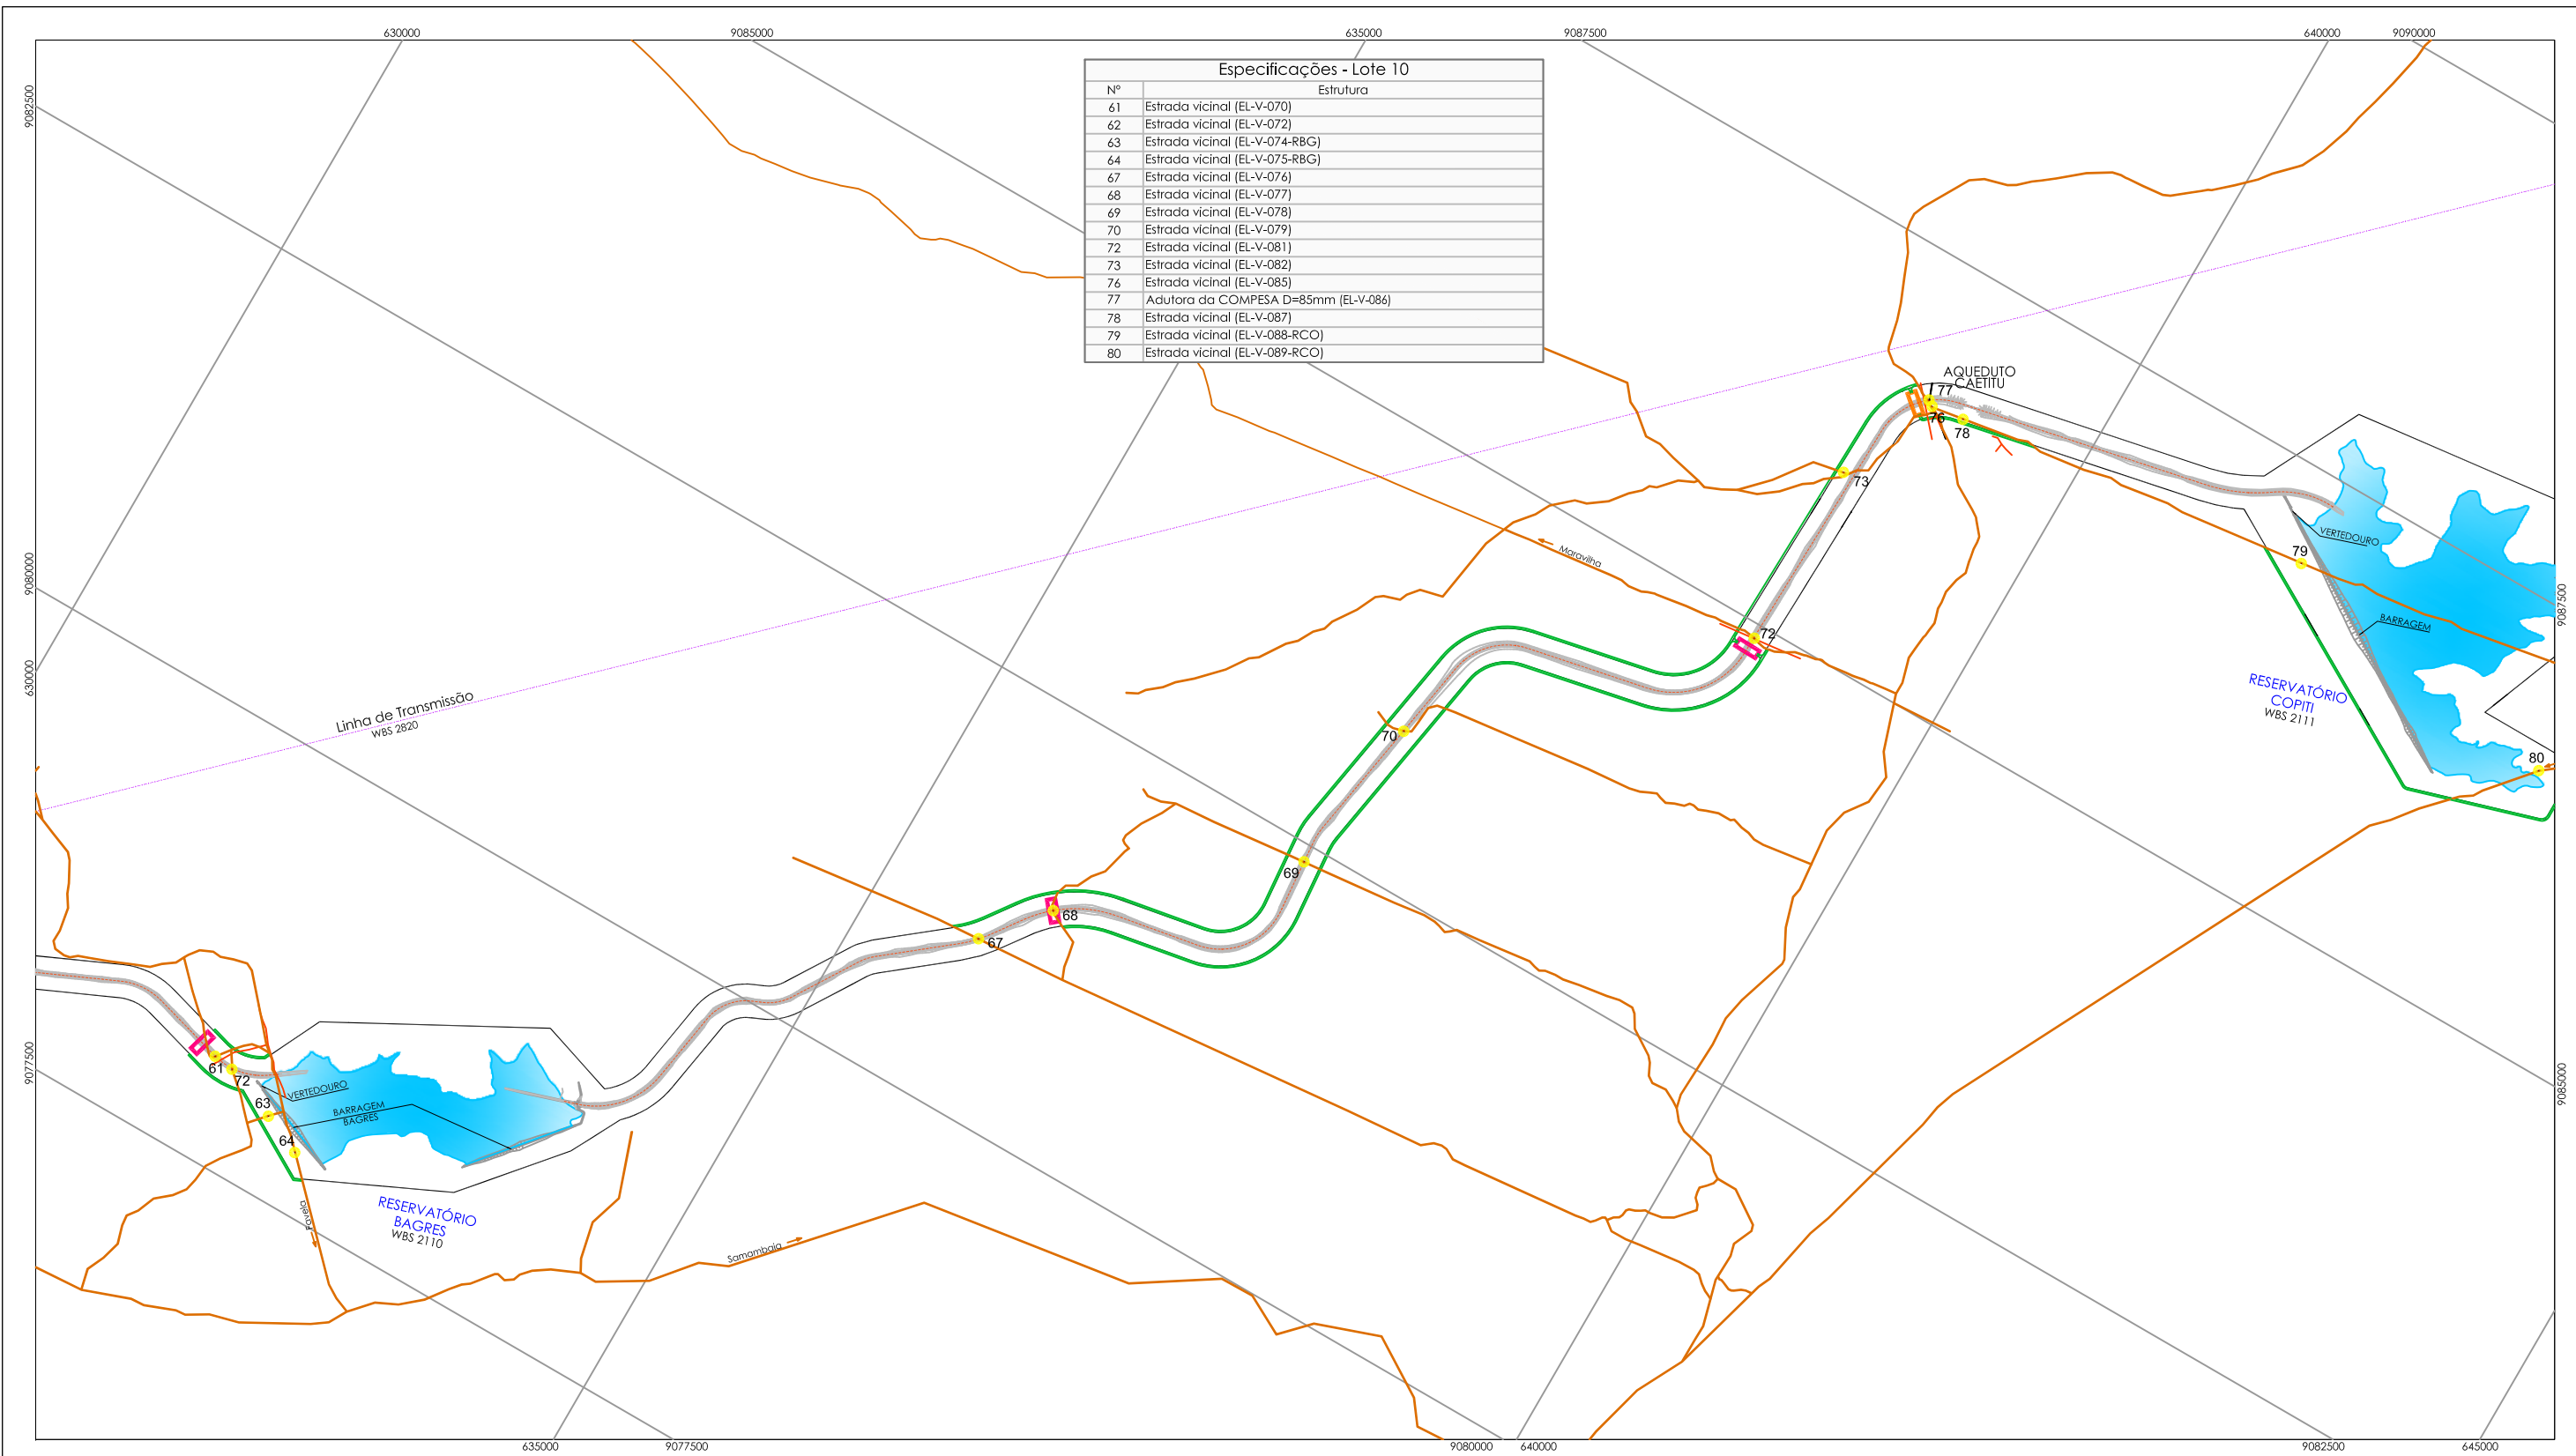 630000
9085000
635000
9087500
640000
9090000
9082500
9080000
630000
9077500
Especificações - Lote 10
Nº Estrutura
61 Estrada vicinal (EL-V-070)
62 Estrada vicinal (EL-V-072)
63 Estrada vicinal (EL-V-074-RBG)
64 Estrada vicinal (EL-V-075-RBG)
67 Estrada vicinal (EL-V-076)
68 Estrada vicinal (EL-V-077)
69 Estrada vicinal (EL-V-078)
70 Estrada vicinal (EL-V-079)
72 Estrada vicinal (EL-V-081)
73 Estrada vicinal (EL-V-082)
76 Estrada vicinal (EL-V-085)
77 Adutora da COMPESA D=85mm (EL-V-086)
78 Estrada vicinal (EL-V-087)
79 Estrada vicinal (EL-V-088-RCO)
80 Estrada vicinal (EL-V-089-RCO)
AQUEDUTO
CAETITU
77
76
78
73
VERTEDOURO
79
Maravilha
9087500
BARRAGEM
72
RESERVATÓRIO
COPITI
WBS 2111
Linha de Transmissão
WBS 2820
70
80
69
68
67
61
72
VERTEDOURO
63
BARRAGEM
BAGRES
64
9085000
RESERVATÓRIO
BAGRES
WBS 2110
Favela
Samambaia
635000
9077500
9080000
640000
9082500
645000